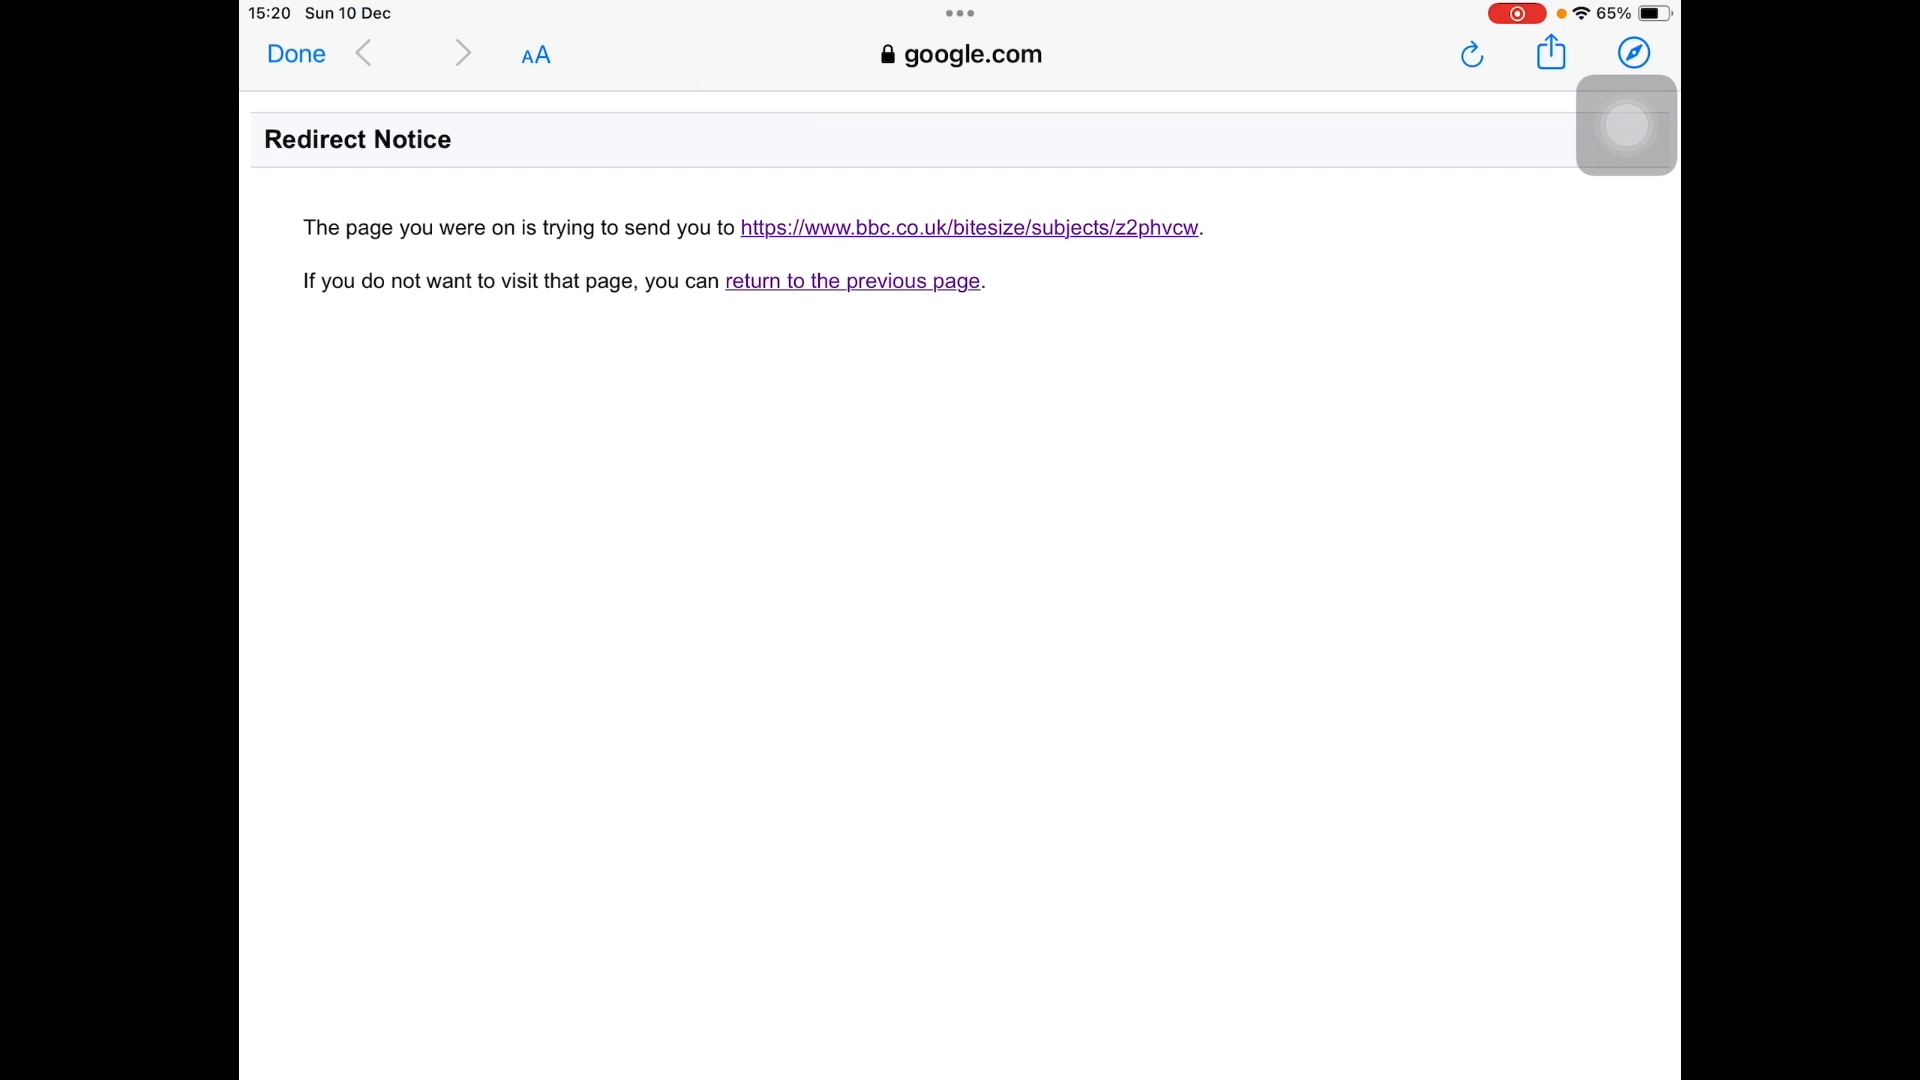 15:20 Sun 10 Dec
65%
Done
AA
google.com
Redirect Notice
The page you were on is trying to send you to https://www.bbc.co.uk/bitesize/subjects/z2phvcw.
If you do not want to visit that page, you can return to the previous page.